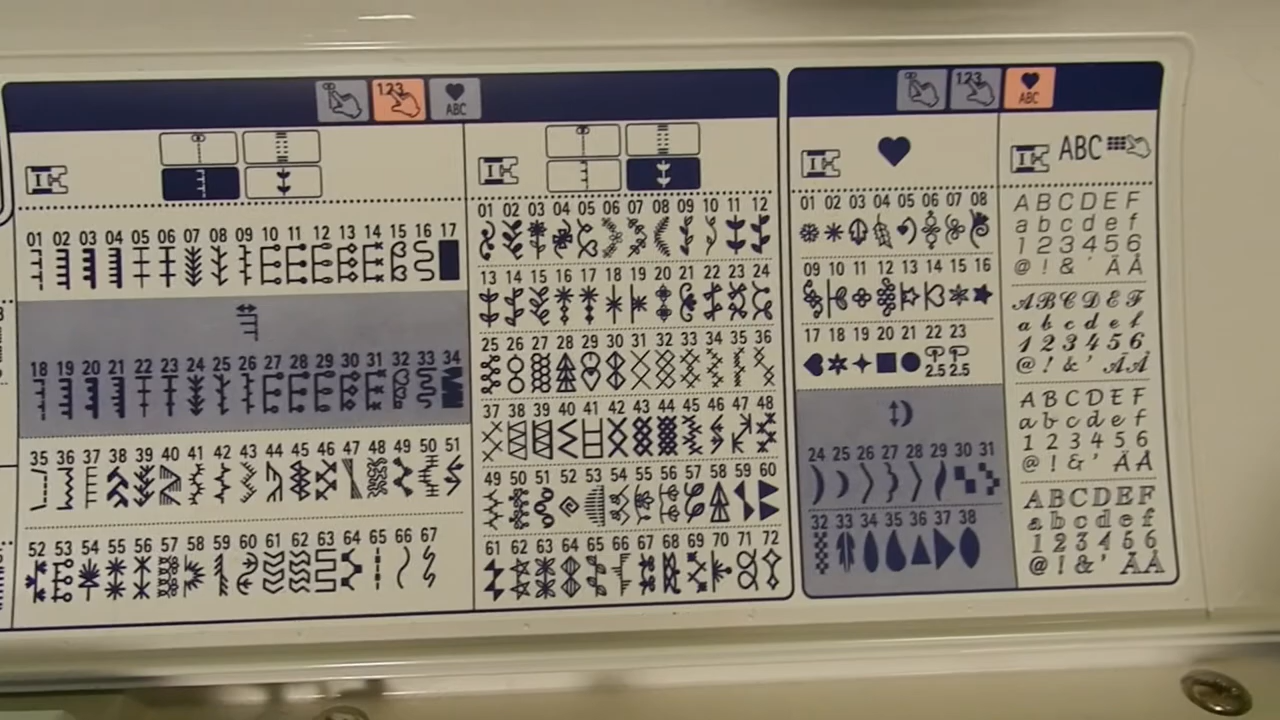 123
ABC
01 02 03 04 05 06 07 08 09 10 11 12 13 14 15 16 17
18 19 20 21 22 23 24 25 26 27 28 29 30 31 32 33 34
35 36 37 38 39 40 41 42 43 44 45 46 47 48 49 50 51
52 53 54 55 56 57 58 59 60 61 62 63 64 65 66 67
01 02 03 04 05 06 07 08 09 10 11 12
13 14 15 16 17 18 19 20 21 22 23 24
25 26 27 28 29 30 31 32 33 34 35 36
37 38 39 40 41 42 43 44 45 46 47 48
49 50 51 52 53 54 55 56 57 58 59 60
61 62 63 64 65 66 67 68 69 70 71 72
123
ABC
01 02 03 04 05 06 07 08
09 10 11 12 13 14 15 16
17 18 19 20 21 22 23
P P
2.5 2.5
24 25 26 27 28 29 30 31
32 33 34 35 36 37 38
ABC
A B C D E F
a b c d e f
1 2 3 4 5 6
@ ! & ' Ä Å
A B C D E F
a b c d e f
1 2 3 4 5 6
@ ! & ' Ä Å
A B C D E F
a b c d e f
1 2 3 4 5 6
@ ! & ' Ä Å
A B C D E F
a b c d e f
1 2 3 4 5 6
@ ! & ' Ä Å